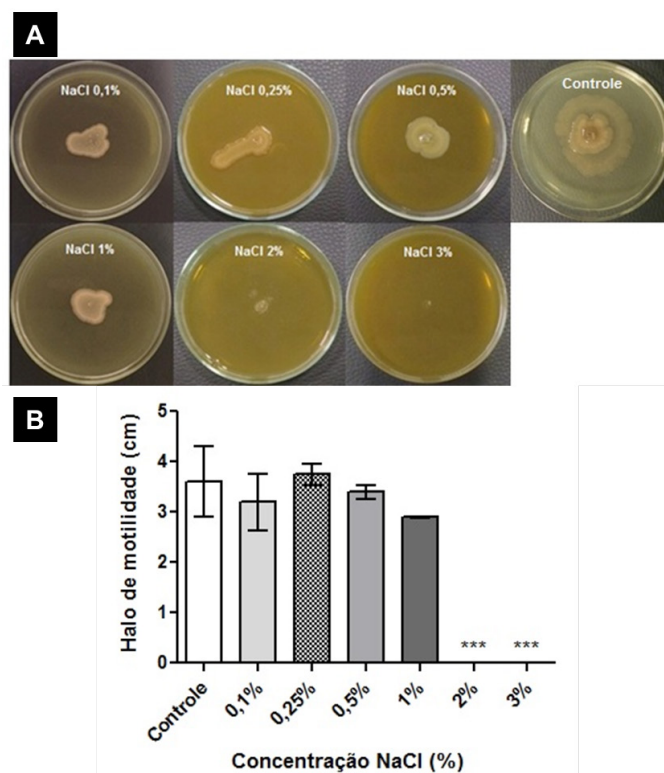 A
NaCl 0,1%
NaCl 0,25%
NaCl 0,5%
Controle
NaCl 1%
NaCl 2%
NaCl 3%
B
Halo de motilidade (cm)
5
4
3
2
1
0
*** ***
Controle 0,1% 0,25% 0,5% 1% 2% 3%
Concentração NaCl (%)